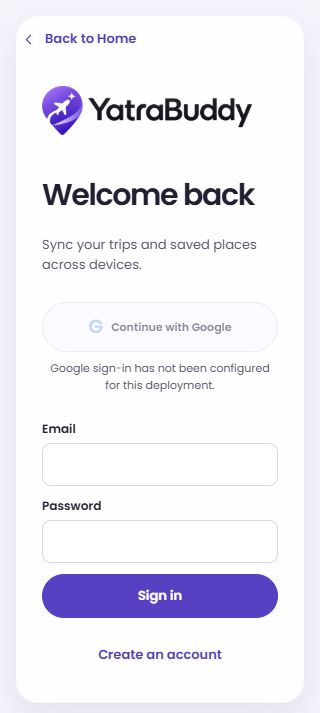 Back to Home
YatraBuddy
Welcome back
Sync your trips and saved places
across devices.
G Continue with Google
Google sign-in has not been configured
for this deployment.
Email
Password
Sign in
Create an account